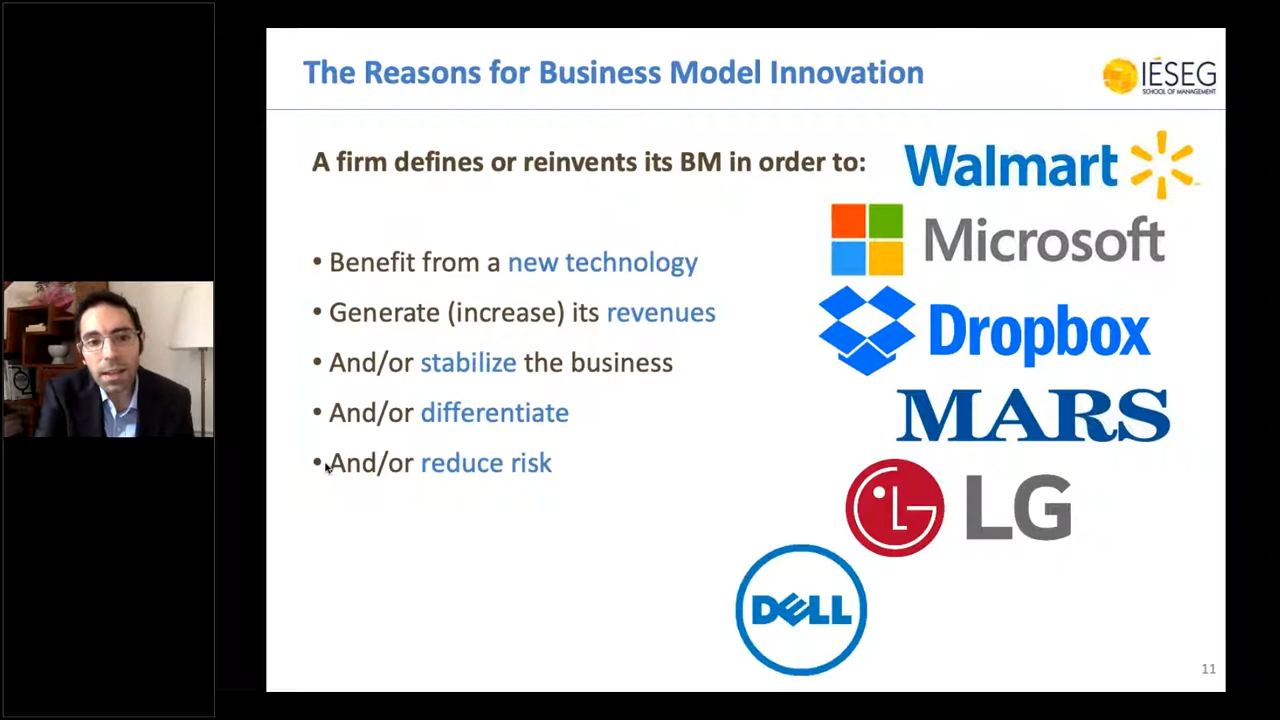 The Reasons for Business Model Innovation
IÉSEG
SCHOOL OF MANAGEMENT
A firm defines or reinvents its BM in order to:
• Benefit from a new technology
• Generate (increase) its revenues
• And/or stabilize the business
• And/or differentiate
• And/or reduce risk
Walmart
Microsoft
Dropbox
MARS
LG
DELL
11